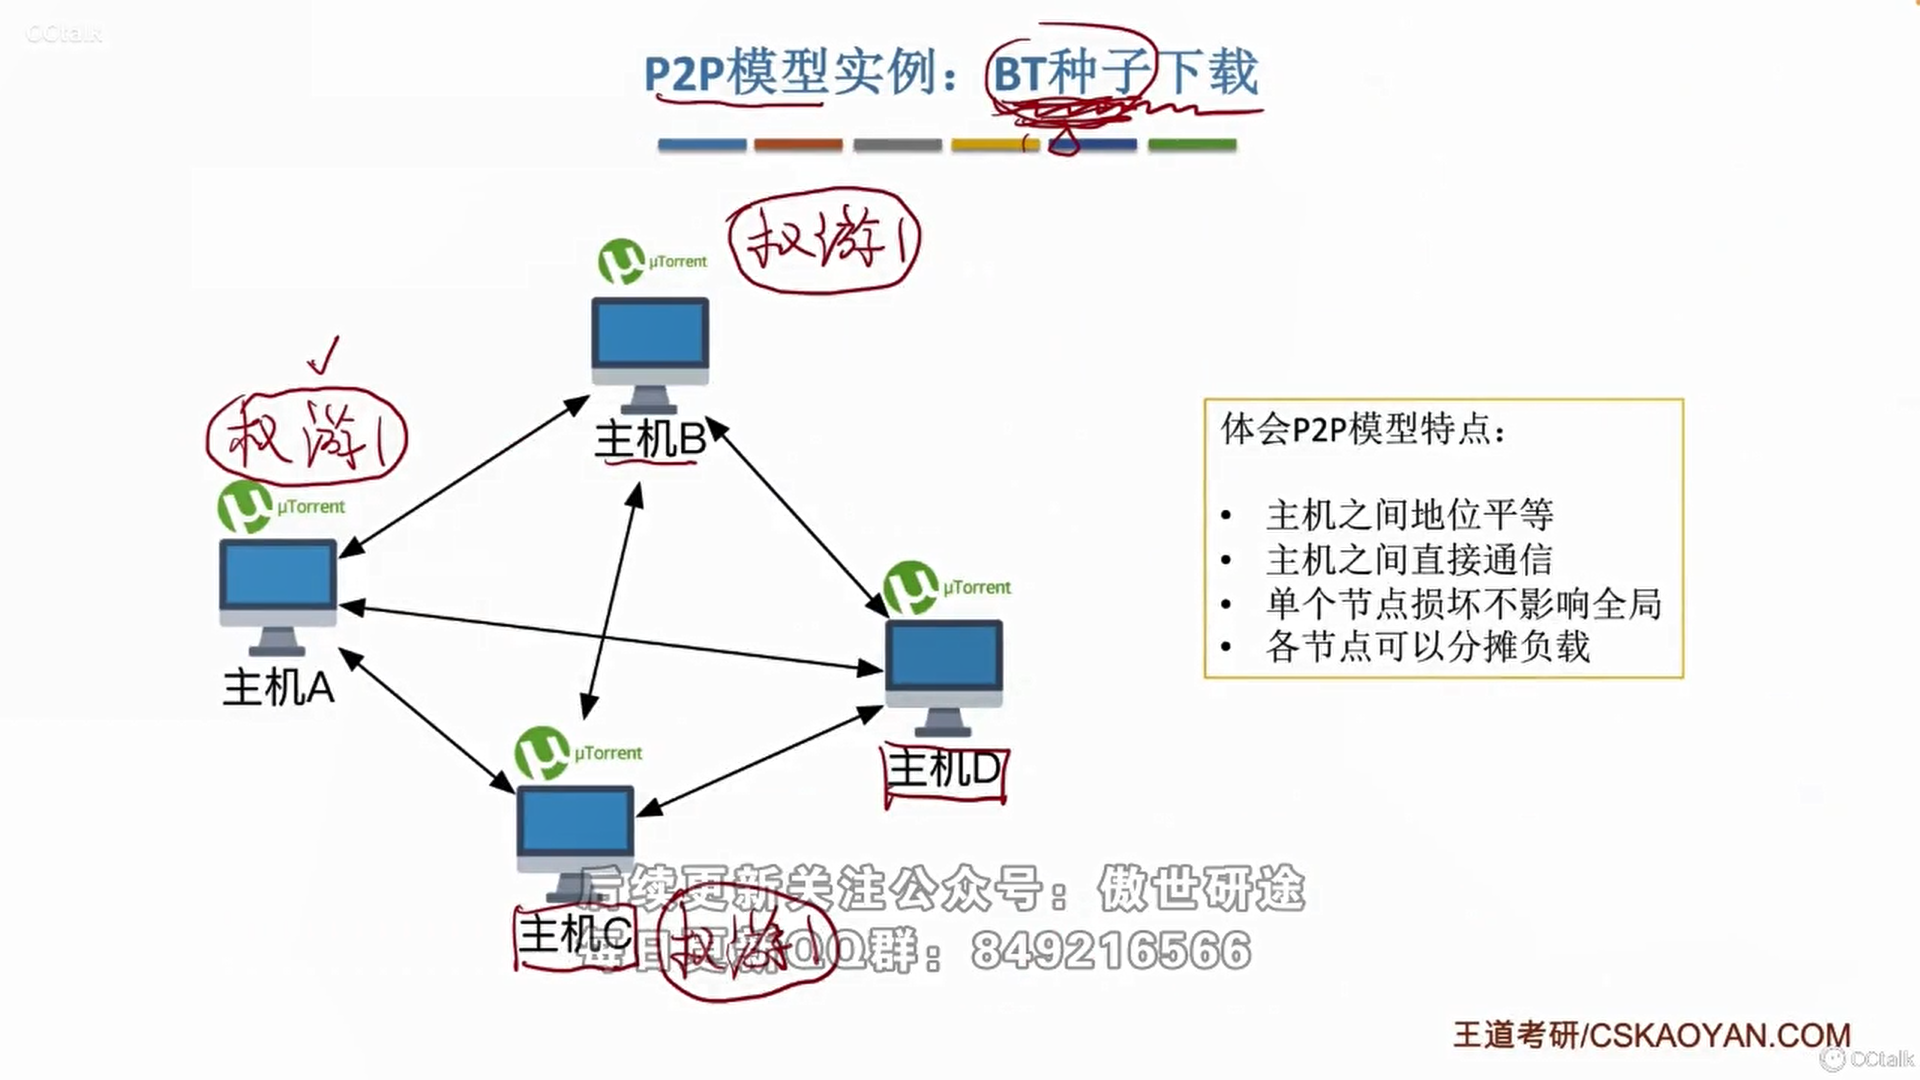 CCtalk
P2P模型实例：BT种子下载
权游1
µTorrent
主机B
权游1
µTorrent
主机A
µTorrent
主机D
µTorrent
主机C
权游1
体会P2P模型特点：
• 主机之间地位平等
• 主机之间直接通信
• 单个节点损坏不影响全局
• 各节点可以分摊负载
后续更新关注公众号：傲世研途
每日更新QQ群：849216566
王道考研/CSKAOYAN.COM
CCtalk